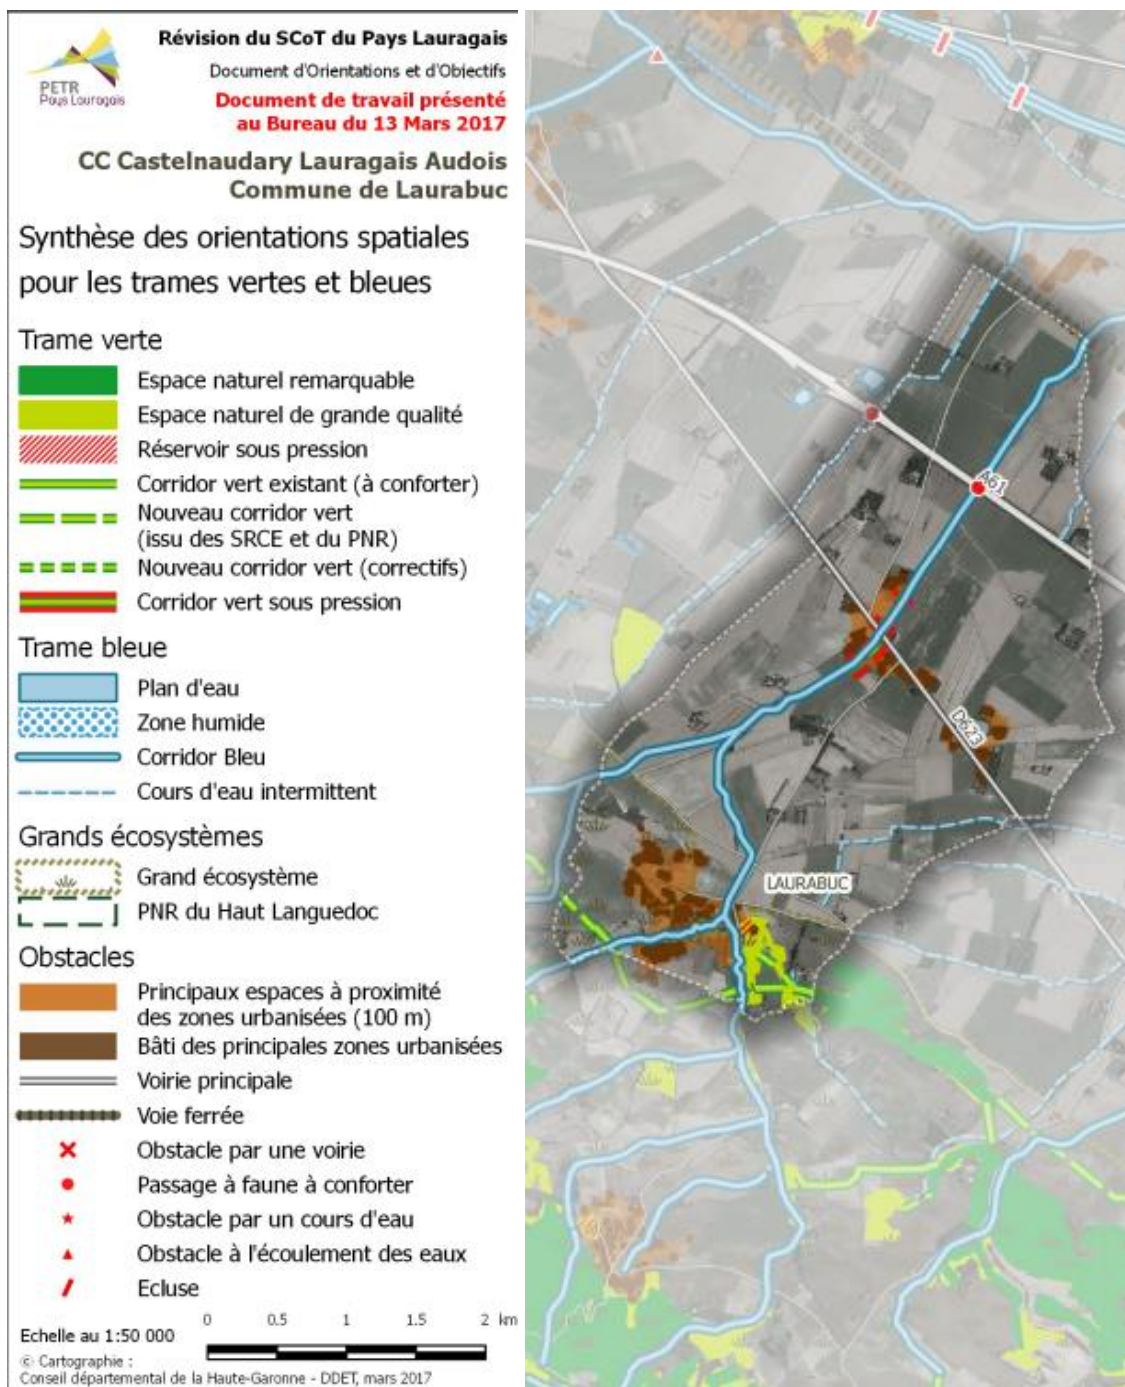 PETR
Pays Lauragais
Révision du SCoT du Pays Lauragais
Document d'Orientations et d'Objectifs
Document de travail présenté
au Bureau du 13 Mars 2017
CC Castelnaudary Lauragais Audois
Commune de Laurabuc
Synthèse des orientations spatiales
pour les trames vertes et bleues
Trame verte
Espace naturel remarquable
Espace naturel de grande qualité
Réservoir sous pression
Corridor vert existant (à conforter)
Nouveau corridor vert
(issu des SRCE et du PNR)
Nouveau corridor vert (correctifs)
Corridor vert sous pression
Trame bleue
Plan d'eau
Zone humide
Corridor Bleu
Cours d'eau intermittent
Grands écosystèmes
Grand écosystème
PNR du Haut Languedoc
Obstacles
Principaux espaces à proximité
des zones urbanisées (100 m)
Bâti des principales zones urbanisées
Voirie principale
Voie ferrée
Obstacle par une voirie
Passage à faune à conforter
Obstacle par un cours d'eau
Obstacle à l'écoulement des eaux
Ecluse
0 0.5 1 1.5 2 km
Echelle au 1:50 000
© Cartographie :
Conseil départemental de la Haute-Garonne - DDET, mars 2017
A61
D623
LAURABUC